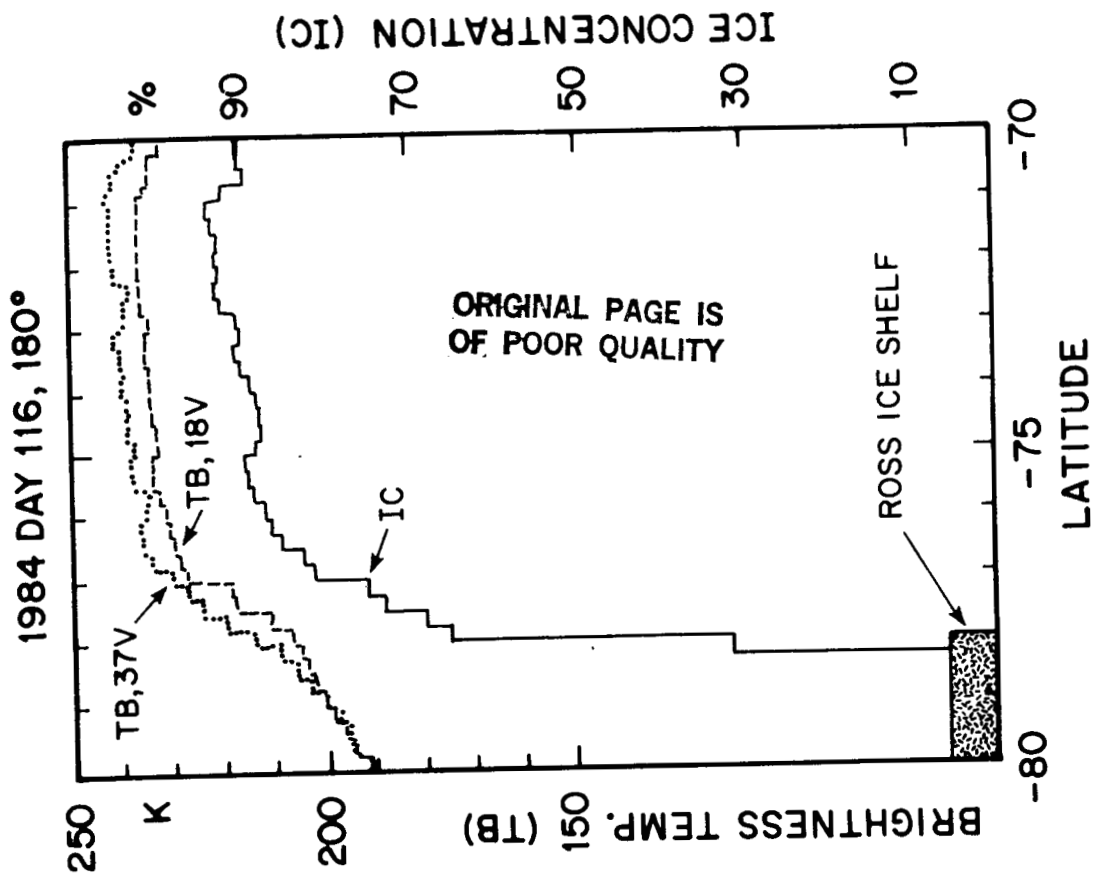 1984 DAY 116, 180°
250
K
200
150
BRIGHTNESS TEMP. (TB)
TB,37V
TB,18V
IC
ORIGINAL PAGE IS
OF POOR QUALITY
ROSS ICE SHELF
%
90
70
50
30
10
ICE CONCENTRATION (IC)
-80
-75
-70
LATITUDE